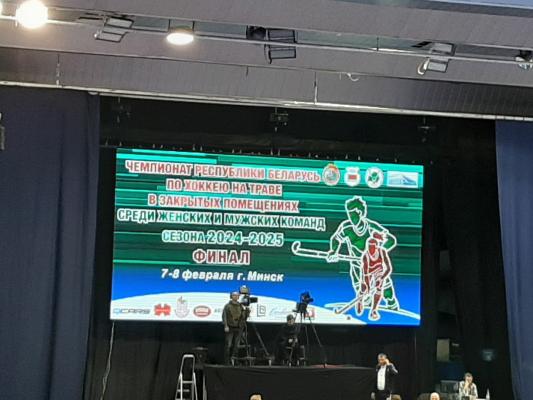 ЧЕМПИОНАТ РЕСПУБЛИКИ БЕЛАРУСЬ
ПО ХОККЕЮ НА ТРАВЕ
В ЗАКРЫТЫХ ПОМЕЩЕНИЯХ
СРЕДИ ЖЕНСКИХ И МУЖСКИХ КОМАНД
СЕЗОНА 2024-2025
ФИНАЛ
7-8 февраля г. Минск
QCARS